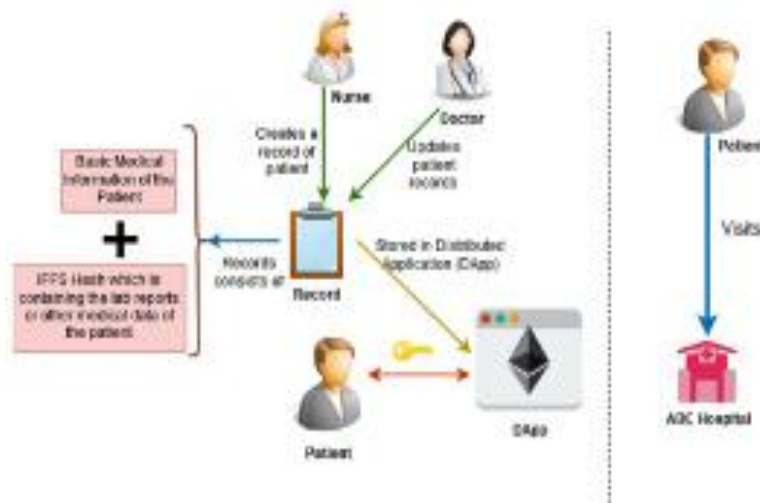 Nurse
Doctor
Creates a
record of
patient
Updates
patient
records
Basic Medical
Information of the
Patient
+
IPFS Hash which is
containing the lab reports
or other medical data of
the patient
Records
consists of
Record
Stored in Distributed
Application (DApp)
Patient
DApp
Patient
Visits
ABC Hospital